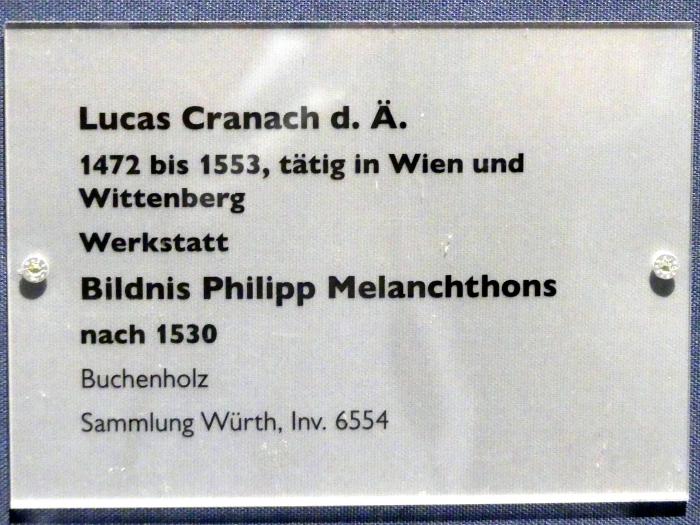 Lucas Cranach d. Ä.
1472 bis 1553, tätig in Wien und
Wittenberg
Werkstatt
Bildnis Philipp Melanchthons
nach 1530
Buchenholz
Sammlung Würth, Inv. 6554